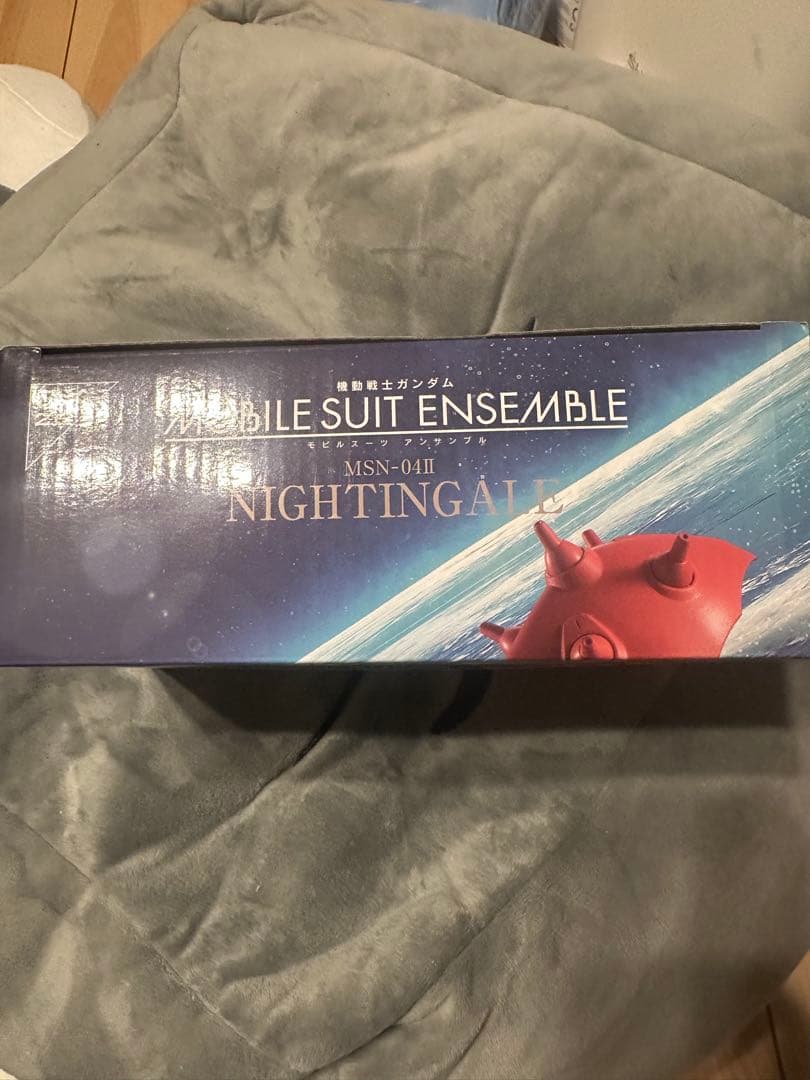 機動戦士ガンダム
MOBILE SUIT ENSEMBLE
モビルスーツ アンサンブル
MSN-04II
NIGHTINGALE